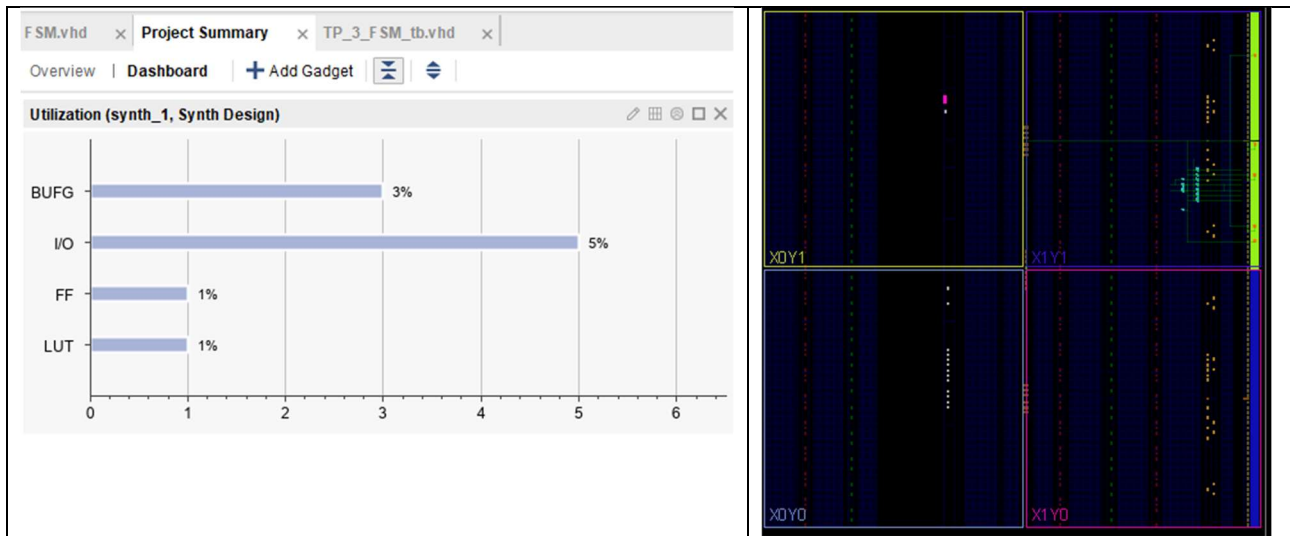 FSM.vhd × Project Summary × TP_3_FSM_tb.vhd ×
Overview | Dashboard + Add Gadget
Utilization (synth_1, Synth Design)
BUFG 3%
I/O 5%
FF 1%
LUT 1%
0 1 2 3 4 5 6
X0Y1 X1Y1
X0Y0 X1Y0